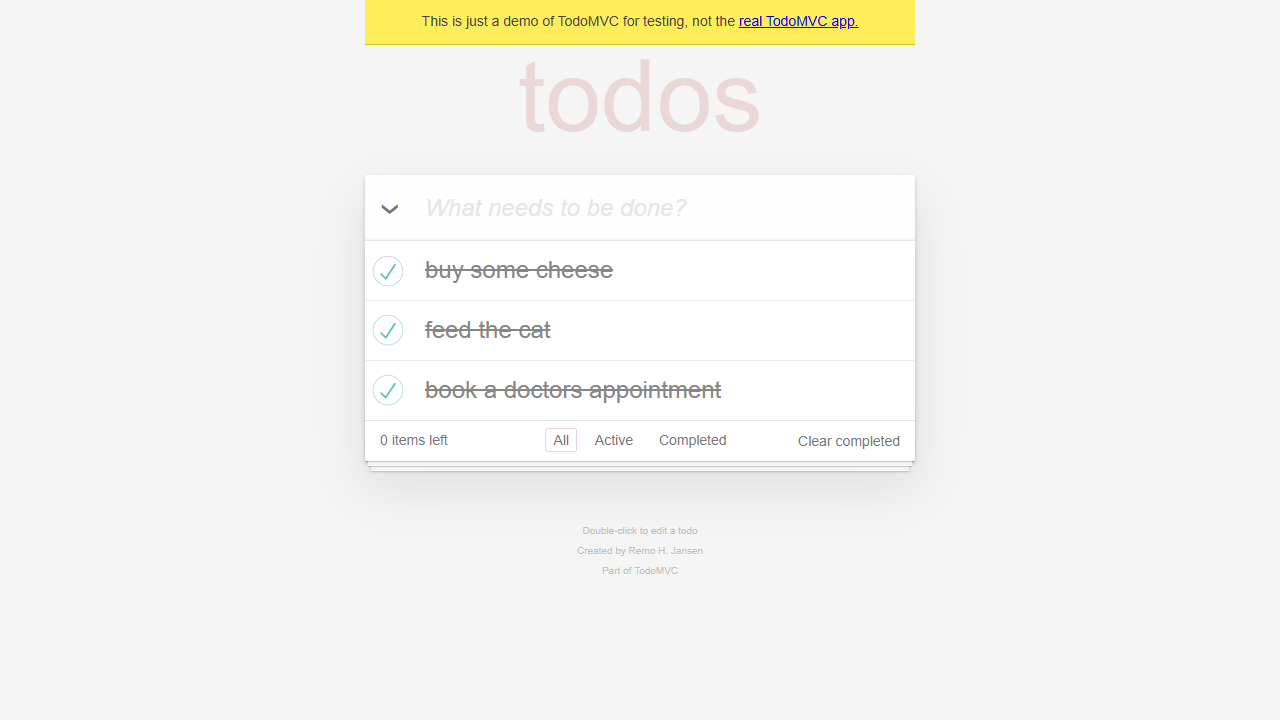 This is just a demo of TodoMVC for testing, not the real TodoMVC app.
todos
What needs to be done?
buy some cheese
feed the cat
book a doctors appointment
0 items left All Active Completed Clear completed
Double-click to edit a todo
Created by Remo H. Jansen
Part of TodoMVC